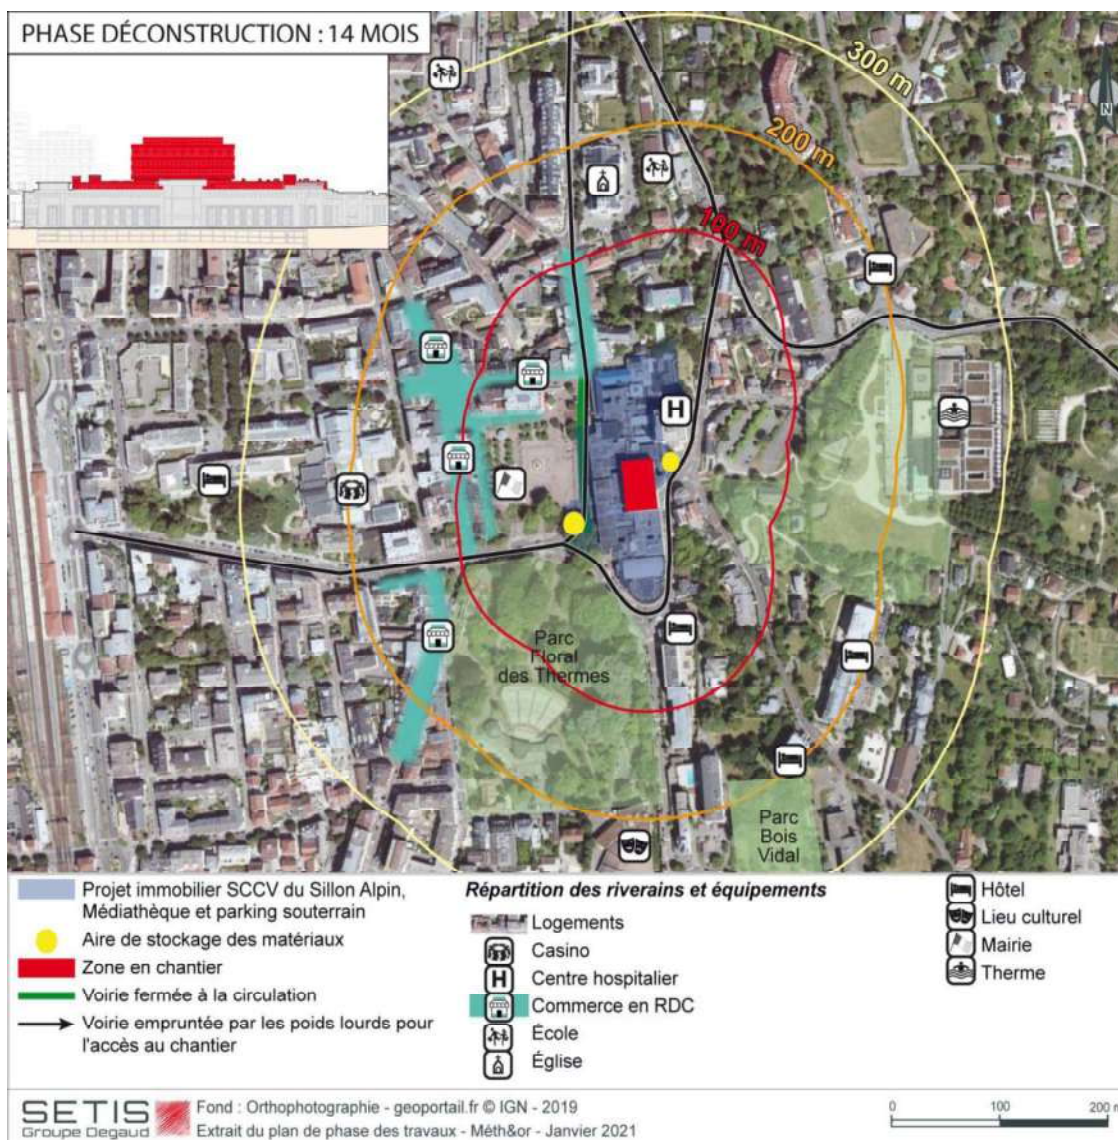 PHASE DÉCONSTRUCTION : 14 MOIS
300 m
200 m
100 m
N
H
Parc
Floral
des Thermes
Parc
Bois
Vidal
Projet immobilier SCCV du Sillon Alpin,
Médiathèque et parking souterrain
Aire de stockage des matériaux
Zone en chantier
Voirie fermée à la circulation
Voirie empruntée par les poids lourds pour
l'accès au chantier
Répartition des riverains et équipements
Logements
Casino
H Centre hospitalier
Commerce en RDC
École
Église
Hôtel
Lieu culturel
Mairie
Therme
SETIS
Groupe Degaud
Fond : Orthophotographie - geoportail.fr © IGN - 2019
Extrait du plan de phase des travaux - Méth&or - Janvier 2021
0 100 200 m